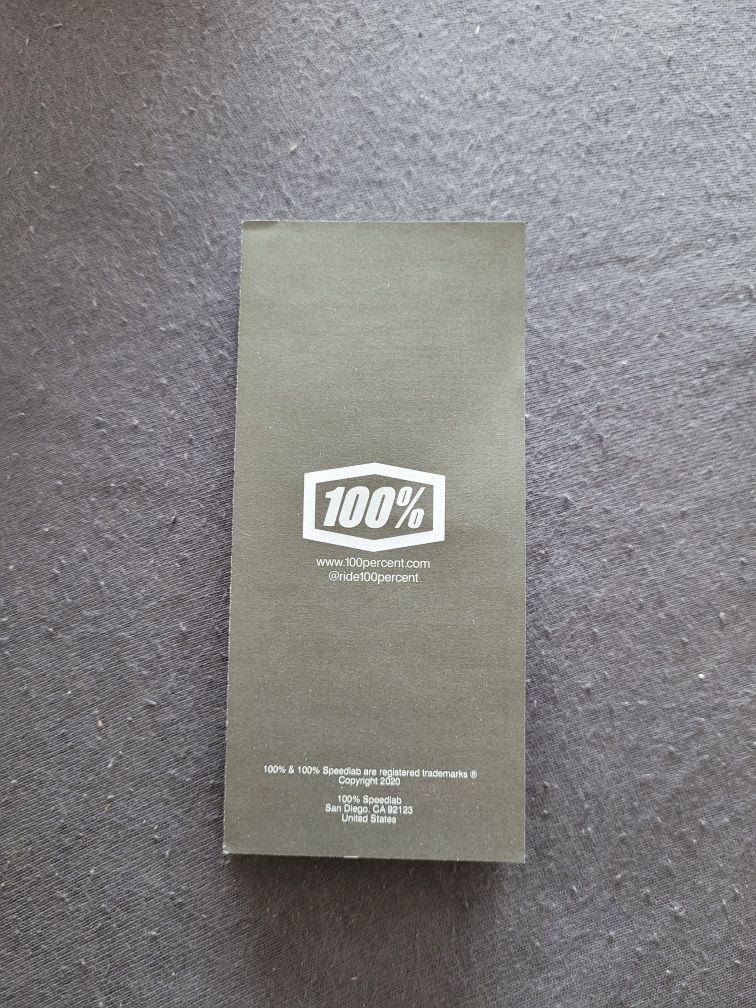 100%
www.100percent.com
@ride100percent
100% & 100% Speedlab are registered trademarks ®
Copyright 2020
100% Speedlab
San Diego, CA 92123
United States